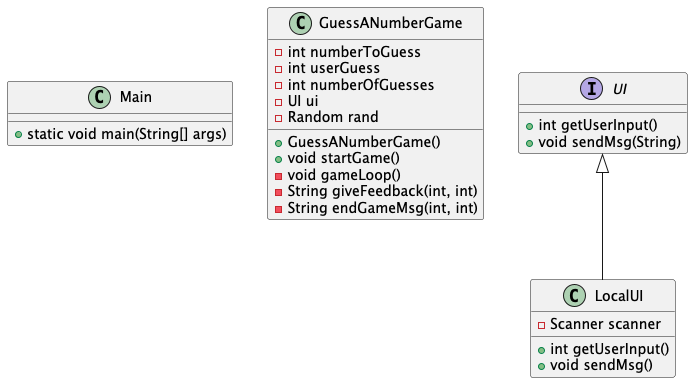 C Main
static void main(String[] args)
C GuessANumberGame
int numberToGuess
int userGuess
int numberOfGuesses
UI ui
Random rand
GuessANumberGame()
void startGame()
void gameLoop()
String giveFeedback(int, int)
String endGameMsg(int, int)
I UI
int getUserInput()
void sendMsg(String)
C LocalUI
Scanner scanner
int getUserInput()
void sendMsg()